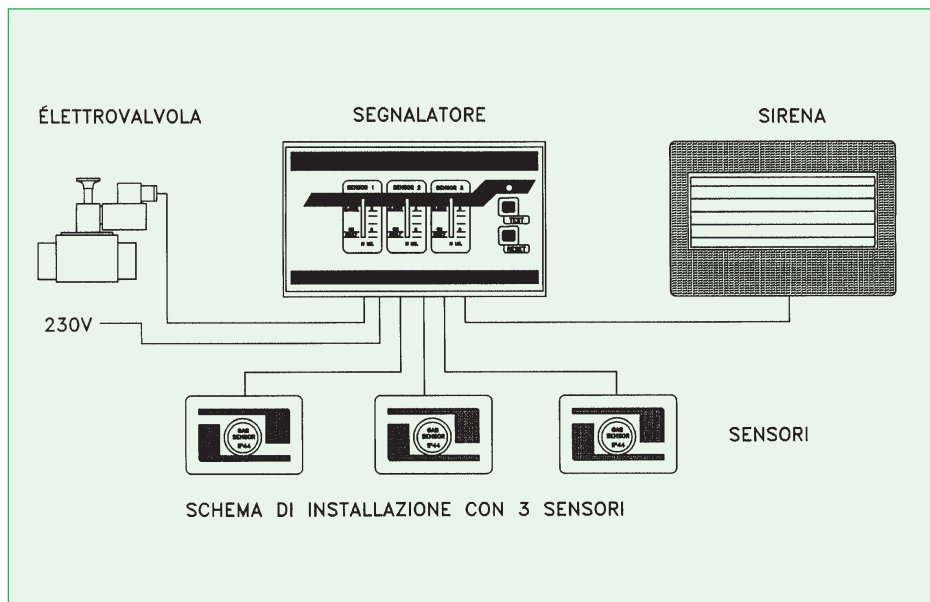 ÉLETTROVALVOLA
SEGNALATORE
SIRENA
SENSOR 1
SENSOR 2
SENSOR 3
TEST
RESET
230V
GAS
SENSOR
IP44
GAS
SENSOR
IP44
GAS
SENSOR
IP44
SENSORI
SCHEMA DI INSTALLAZIONE CON 3 SENSORI